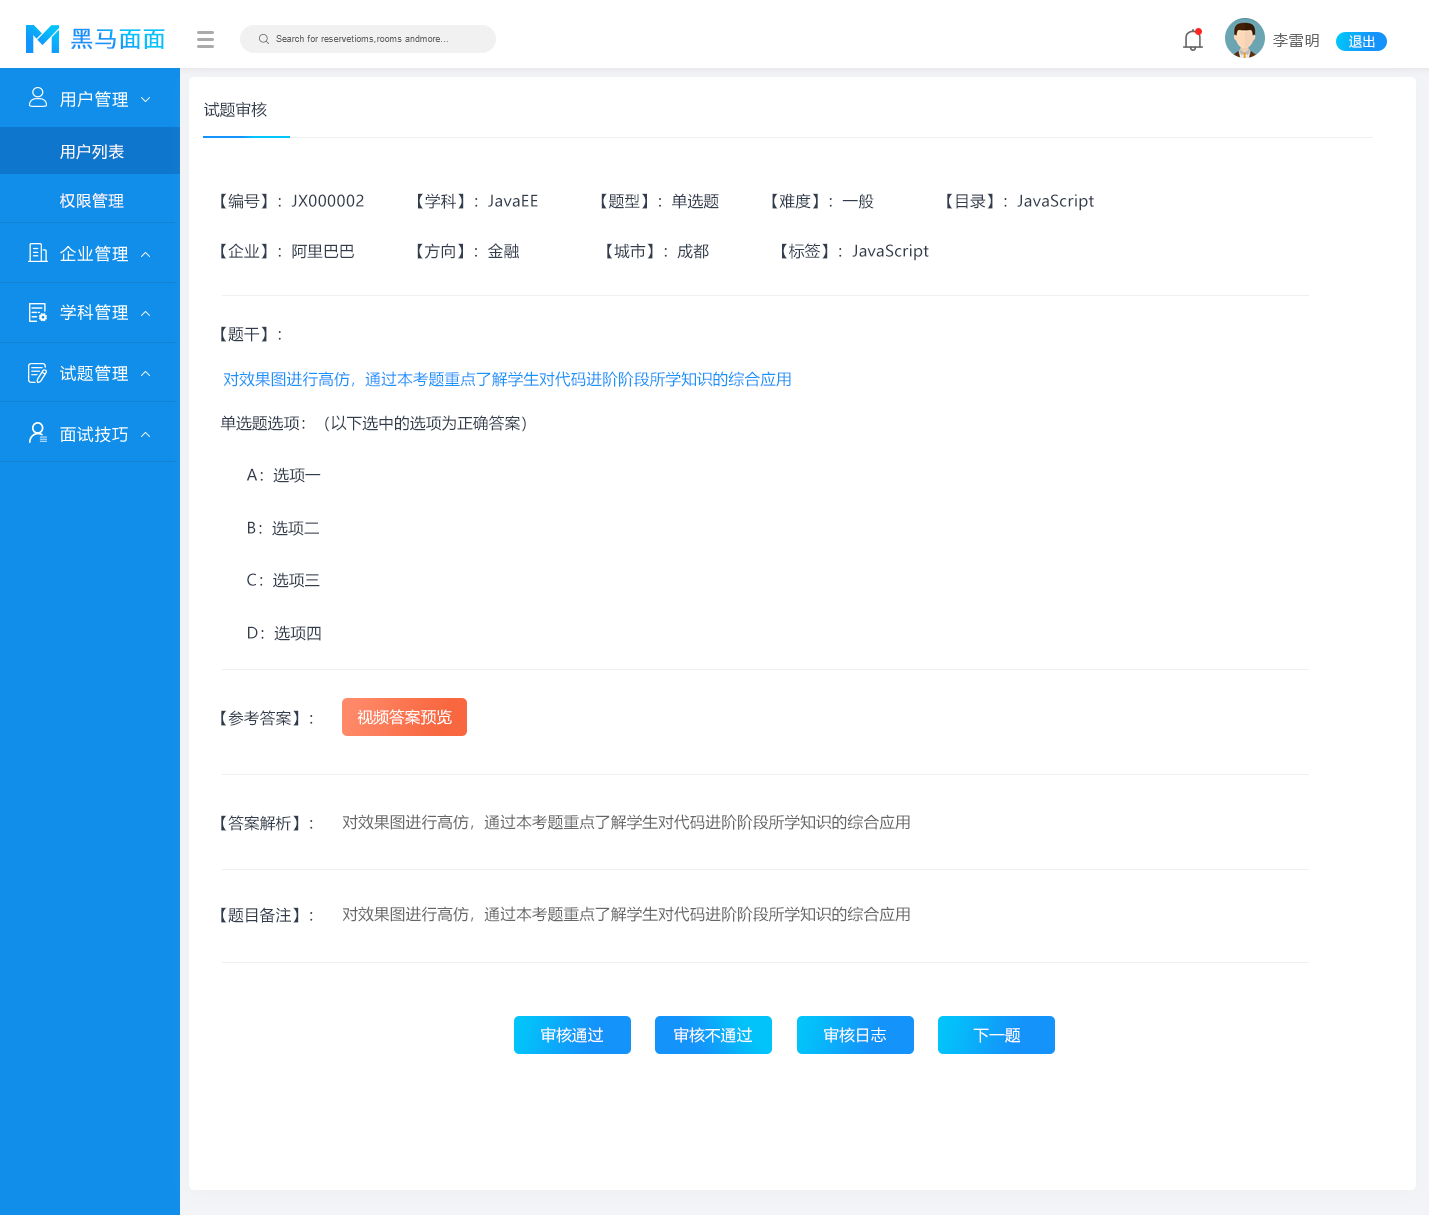 黑马面面
Search for reservetioms,rooms andmore...
李雷明
退出
用户管理
用户列表
权限管理
企业管理
学科管理
试题管理
面试技巧
试题审核
【编号】：JX000002 【学科】：JavaEE 【题型】：单选题 【难度】：一般 【目录】：JavaScript
【企业】：阿里巴巴 【方向】：金融 【城市】：成都 【标签】：JavaScript
【题干】：
对效果图进行高仿，通过本考题重点了解学生对代码进阶阶段所学知识的综合应用
单选题选项：（以下选中的选项为正确答案）
A：选项一
B：选项二
C：选项三
D：选项四
【参考答案】： 视频答案预览
【答案解析】： 对效果图进行高仿，通过本考题重点了解学生对代码进阶阶段所学知识的综合应用
【题目备注】： 对效果图进行高仿，通过本考题重点了解学生对代码进阶阶段所学知识的综合应用
审核通过 审核不通过 审核日志 下一题